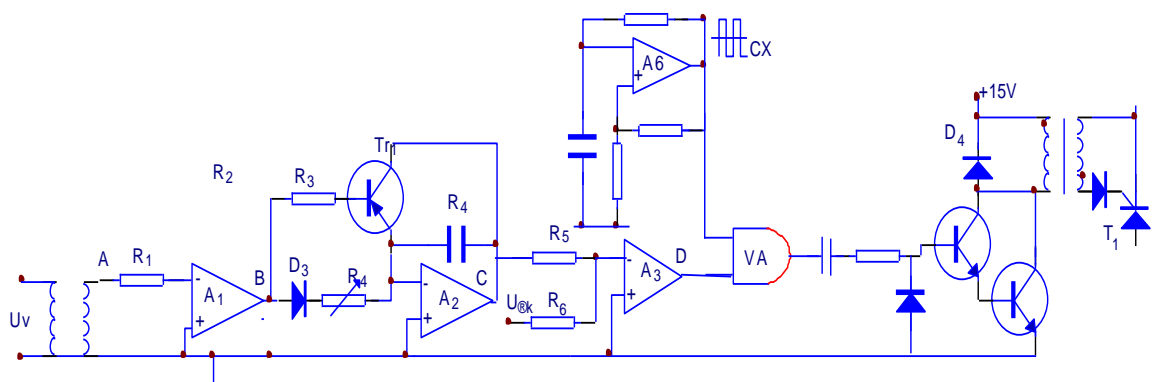 A6
+
CX
+15V
D4
Tr1
R2
R3
R4
T1
A
R1
B
D3
R4
C
R5
D
VA
-
A1
+
-
A2
+
-
A3
+
Uv
U®k
R6